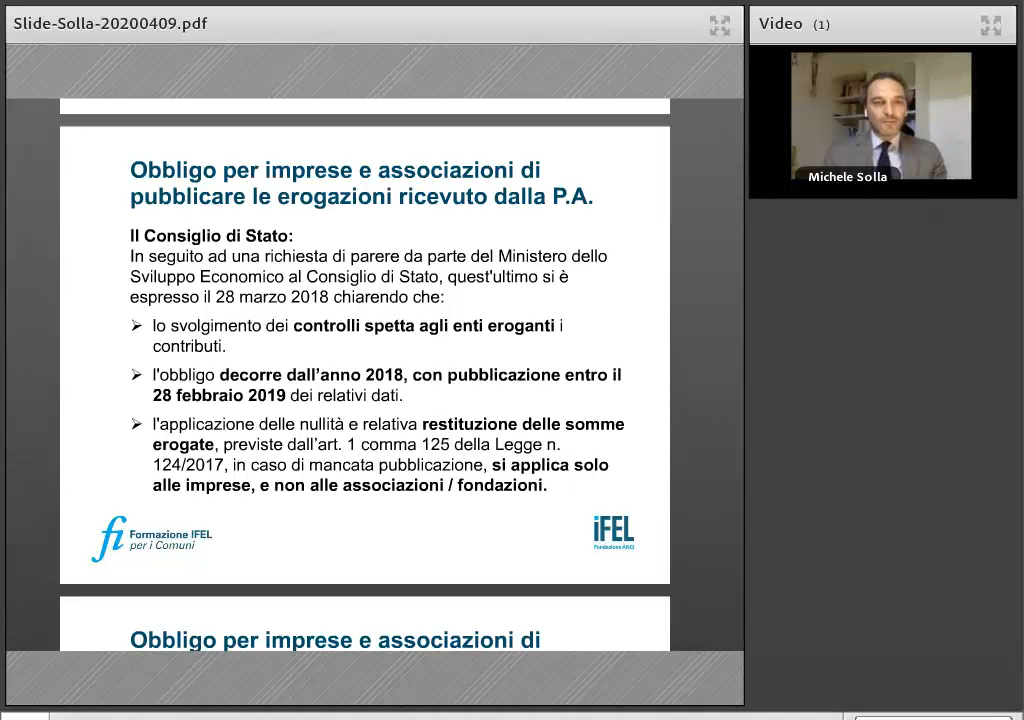 Slide-Solla-20200409.pdf
Video (1)
Michele Solla
Obbligo per imprese e associazioni di
pubblicare le erogazioni ricevuto dalla P.A.
Il Consiglio di Stato:
In seguito ad una richiesta di parere da parte del Ministero dello
Sviluppo Economico al Consiglio di Stato, quest'ultimo si è
espresso il 28 marzo 2018 chiarendo che:
➢ lo svolgimento dei controlli spetta agli enti eroganti i
contributi.
➢ l'obbligo decorre dall'anno 2018, con pubblicazione entro il
28 febbraio 2019 dei relativi dati.
➢ l'applicazione delle nullità e relativa restituzione delle somme
erogate, previste dall'art. 1 comma 125 della Legge n.
124/2017, in caso di mancata pubblicazione, si applica solo
alle imprese, e non alle associazioni / fondazioni.
fi Formazione IFEL
per i Comuni
iFEL
Fondazione ANCI
Obbligo per imprese e associazioni di